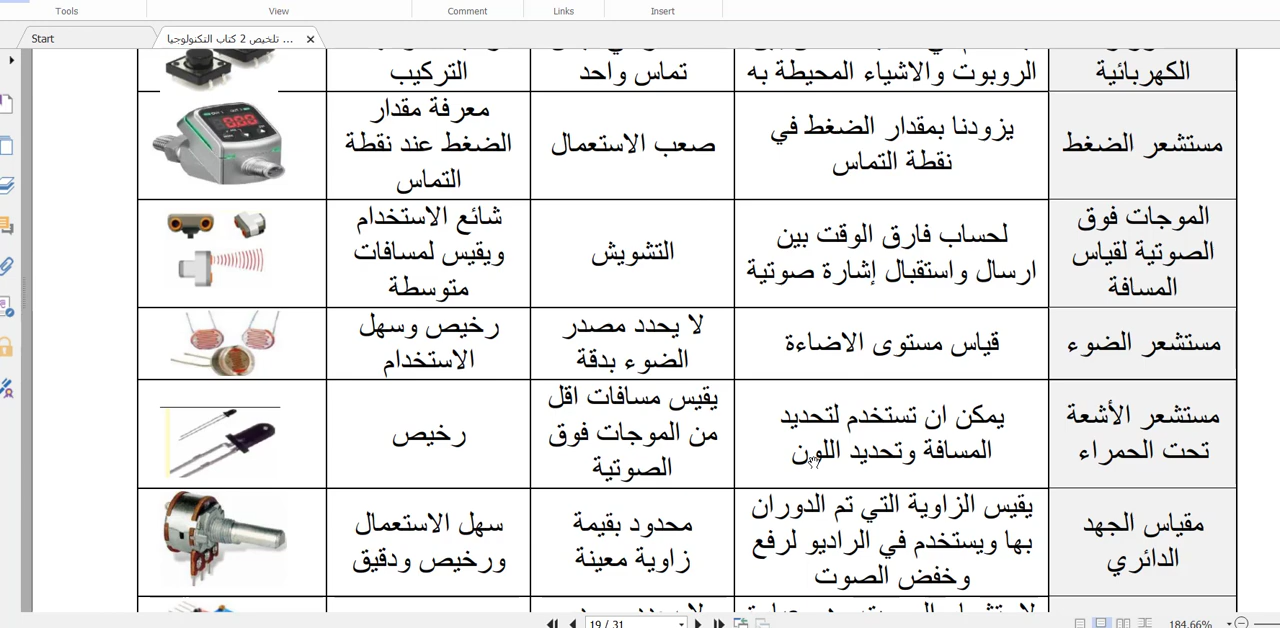 Tools
View
Comment
Links
Insert
Start
تلخيص 2 كتاب التكنولوجيا ...
الكهربائية
الروبوت والاشياء المحيطة به
تماس واحد
التركيب
مستشعر الضغط
يزودنا بمقدار الضغط في
نقطة التماس
صعب الاستعمال
معرفة مقدار
الضغط عند نقطة
التماس
الموجات فوق
الصوتية لقياس
المسافة
لحساب فارق الوقت بين
ارسال واستقبال إشارة صوتية
التشويش
شائع الاستخدام
ويقيس لمسافات
متوسطة
مستشعر الضوء
قياس مستوى الاضاءة
لا يحدد مصدر
الضوء بدقة
رخيص وسهل
الاستخدام
مستشعر الأشعة
تحت الحمراء
يمكن ان تستخدم لتحديد
المسافة وتحديد اللون
يقيس مسافات اقل
من الموجات فوق
الصوتية
رخيص
مقياس الجهد
الدائري
يقيس الزاوية التي تم الدوران
بها ويستخدم في الراديو لرفع
وخفض الصوت
محدود بقيمة
زاوية معينة
سهل الاستعمال
ورخيص ودقيق
19 / 31
184.66%